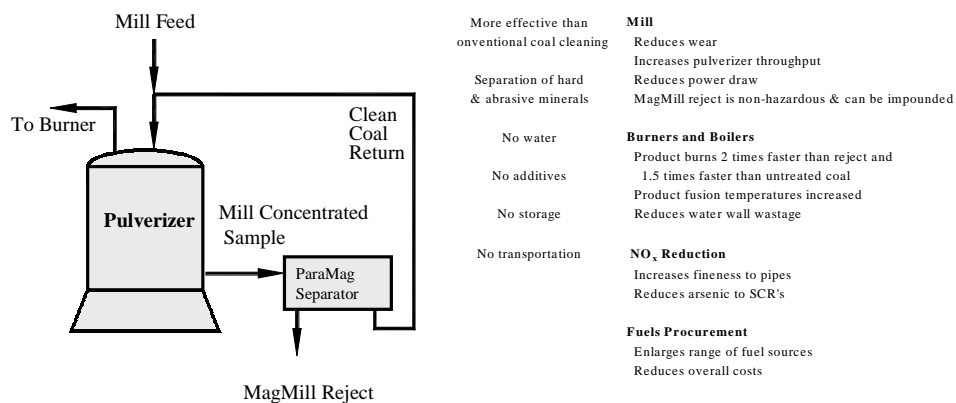 Mill Feed
To Burner
Clean
Coal
Return
Pulverizer
Mill Concentrated
Sample
ParaMag
Separator
MagMill Reject
More effective than
onventional coal cleaning
Separation of hard
& abrasive minerals
No water
No additives
No storage
No transportation
Mill
Reduces wear
Increases pulverizer throughput
Reduces power draw
MagMill reject is non-hazardous & can be impounded
Burners and Boilers
Product burns 2 times faster than reject and
1.5 times faster than untreated coal
Product fusion temperatures increased
Reduces water wall wastage
NOx Reduction
Increases fineness to pipes
Reduces arsenic to SCR's
Fuels Procurement
Enlarges range of fuel sources
Reduces overall costs